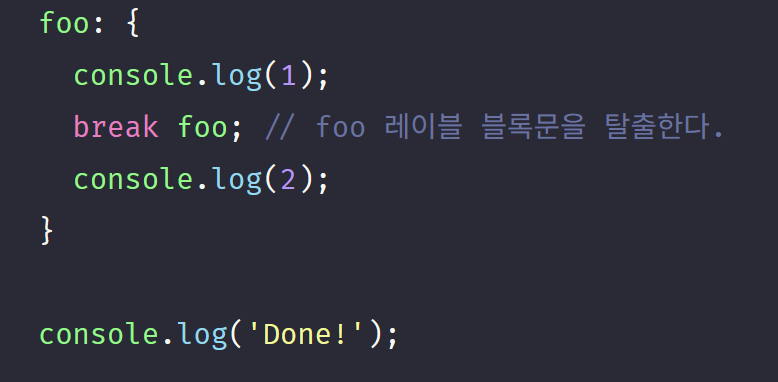 foo: {
  console.log(1);
  break foo; // foo 레이블 블록문을 탈출한다.
  console.log(2);
}
console.log('Done!');